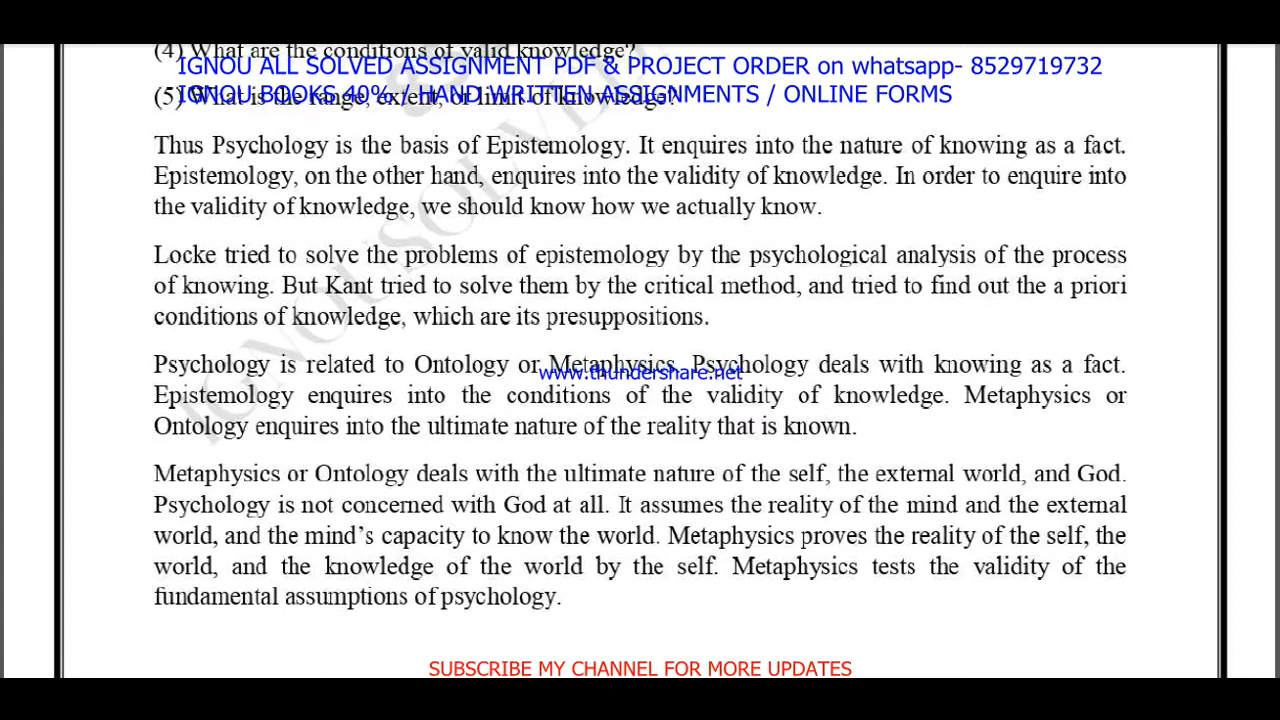 (4) What are the conditions of valid knowledge?
IGNOU ALL SOLVED ASSIGNMENT PDF & PROJECT ORDER on whatsapp- 8529719732
(5) What is the range, extent, or limit of knowledge?
IGNOU BOOKS 40% / HAND WRITTEN ASSIGNMENTS / ONLINE FORMS
Thus Psychology is the basis of Epistemology. It enquires into the nature of knowing as a fact.
Epistemology, on the other hand, enquires into the validity of knowledge. In order to enquire into
the validity of knowledge, we should know how we actually know.
Locke tried to solve the problems of epistemology by the psychological analysis of the process
of knowing. But Kant tried to solve them by the critical method, and tried to find out the a priori
conditions of knowledge, which are its presuppositions.
Psychology is related to Ontology or Metaphysics. Psychology deals with knowing as a fact.
www.thundershare.net
Epistemology enquires into the conditions of the validity of knowledge. Metaphysics or
Ontology enquires into the ultimate nature of the reality that is known.
Metaphysics or Ontology deals with the ultimate nature of the self, the external world, and God.
Psychology is not concerned with God at all. It assumes the reality of the mind and the external
world, and the mind's capacity to know the world. Metaphysics proves the reality of the self, the
world, and the knowledge of the world by the self. Metaphysics tests the validity of the
fundamental assumptions of psychology.
SUBSCRIBE MY CHANNEL FOR MORE UPDATES